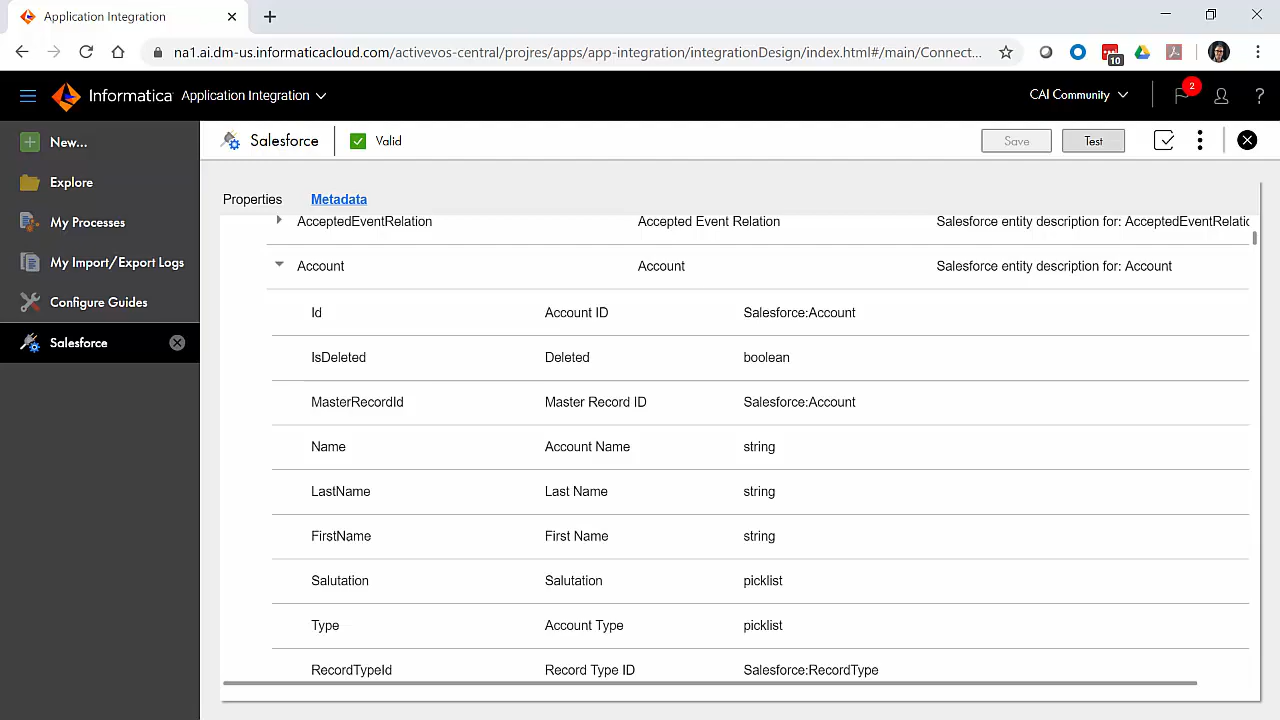 Application Integration
na1.ai.dm-us.informaticacloud.com/activevos-central/projres/apps/app-integration/integrationDesign/index.html#/main/Connect...
10
Informatica Application Integration
CAI Community
2
?
New...
Salesforce
Valid
Save
Test
Explore
My Processes
My Import/Export Logs
Configure Guides
Salesforce
Properties
Metadata
AcceptedEventRelation Accepted Event Relation Salesforce entity description for: AcceptedEventRelatio
Account Account Salesforce entity description for: Account
Id Account ID Salesforce:Account
IsDeleted Deleted boolean
MasterRecordId Master Record ID Salesforce:Account
Name Account Name string
LastName Last Name string
FirstName First Name string
Salutation Salutation picklist
Type Account Type picklist
RecordTypeId Record Type ID Salesforce:RecordType